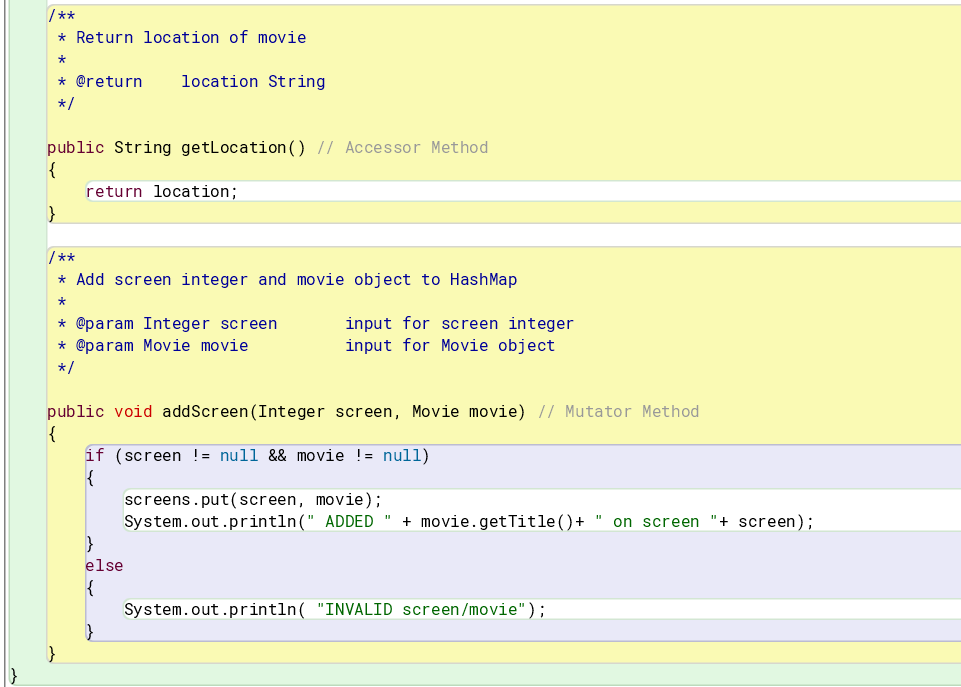 /**
 * Return location of movie
 *
 * @return    location String
 */
public String getLocation() // Accessor Method
{
    return location;
}
/**
 * Add screen integer and movie object to HashMap
 *
 * @param Integer screen       input for screen integer
 * @param Movie movie          input for Movie object
 */
public void addScreen(Integer screen, Movie movie) // Mutator Method
{
    if (screen != null && movie != null)
    {
        screens.put(screen, movie);
        System.out.println(" ADDED " + movie.getTitle()+ " on screen "+ screen);
    }
    else
    {
        System.out.println( "INVALID screen/movie");
    }
}
}